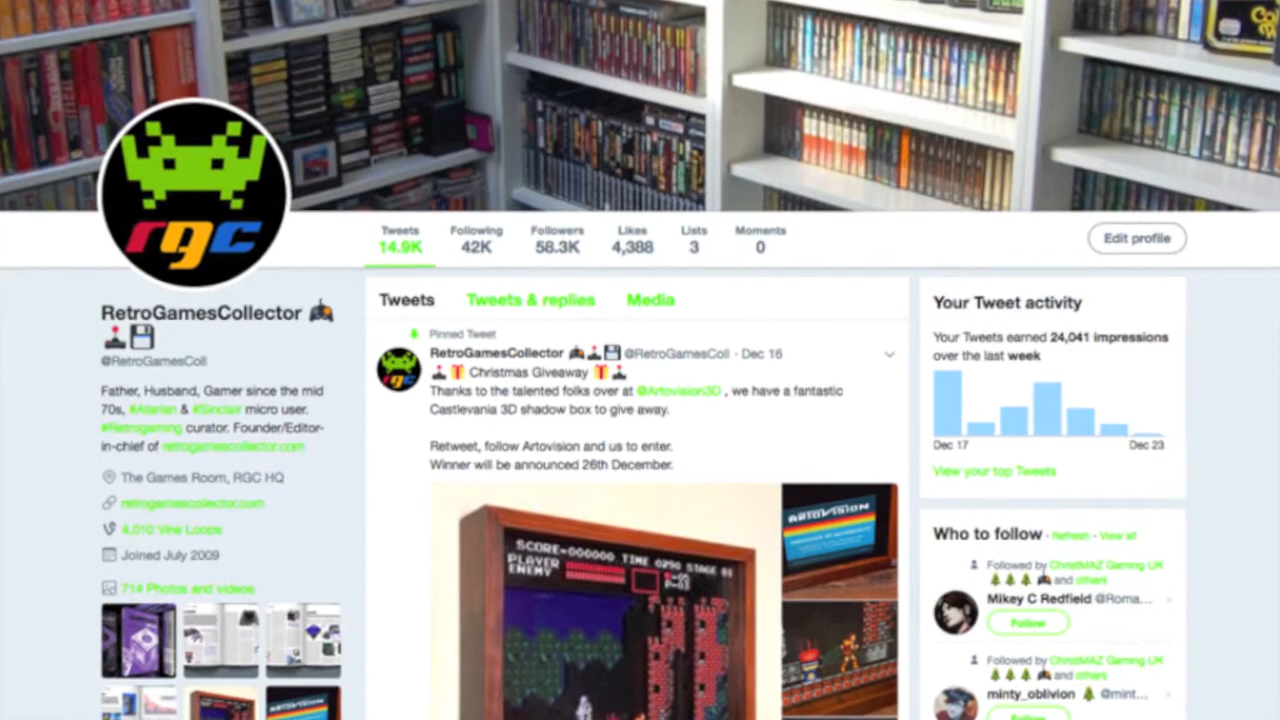 rgc
Tweets
14.9K
Following
42K
Followers
58.3K
Likes
4,388
Lists
3
Moments
0
Edit profile
RetroGamesCollector 🎮
🕹️💾
@RetroGamesColl
Father, Husband, Gamer since the mid
70s, #Atarian & #Sinclair micro user.
#Retrogaming curator. Founder/Editor-
in-chief of retrogamescollector.com
The Games Room, RGC HQ
retrogamescollector.com
4,010 Vine Loops
Joined July 2009
714 Photos and videos
Tweets Tweets & replies Media
Pinned Tweet
RetroGamesCollector 🎮🕹️💾 @RetroGamesColl · Dec 16
🕹️🎁 Christmas Giveaway 🎁🕹️
Thanks to the talented folks over at @Artovision3D , we have a fantastic
Castlevania 3D shadow box to give away.
Retweet, follow Artovision and us to enter.
Winner will be announced 26th December.
SCORE=000000 TIME 0290 STAGE 01
PLAYER
ENEMY
ARTOVISION
Your Tweet activity
Your Tweets earned 24,041 impressions
over the last week
Dec 17 Dec 23
View your top Tweets
Who to follow · Refresh · View all
Followed by ChristMAZ Gaming UK
🌲🌲🌲🎮 and others
Mikey C Redfield @Roma...
Follow
Followed by ChristMAZ Gaming UK
🌲🌲🌲🎮 and others
minty_oblivion 🌲 @mint...
Follow